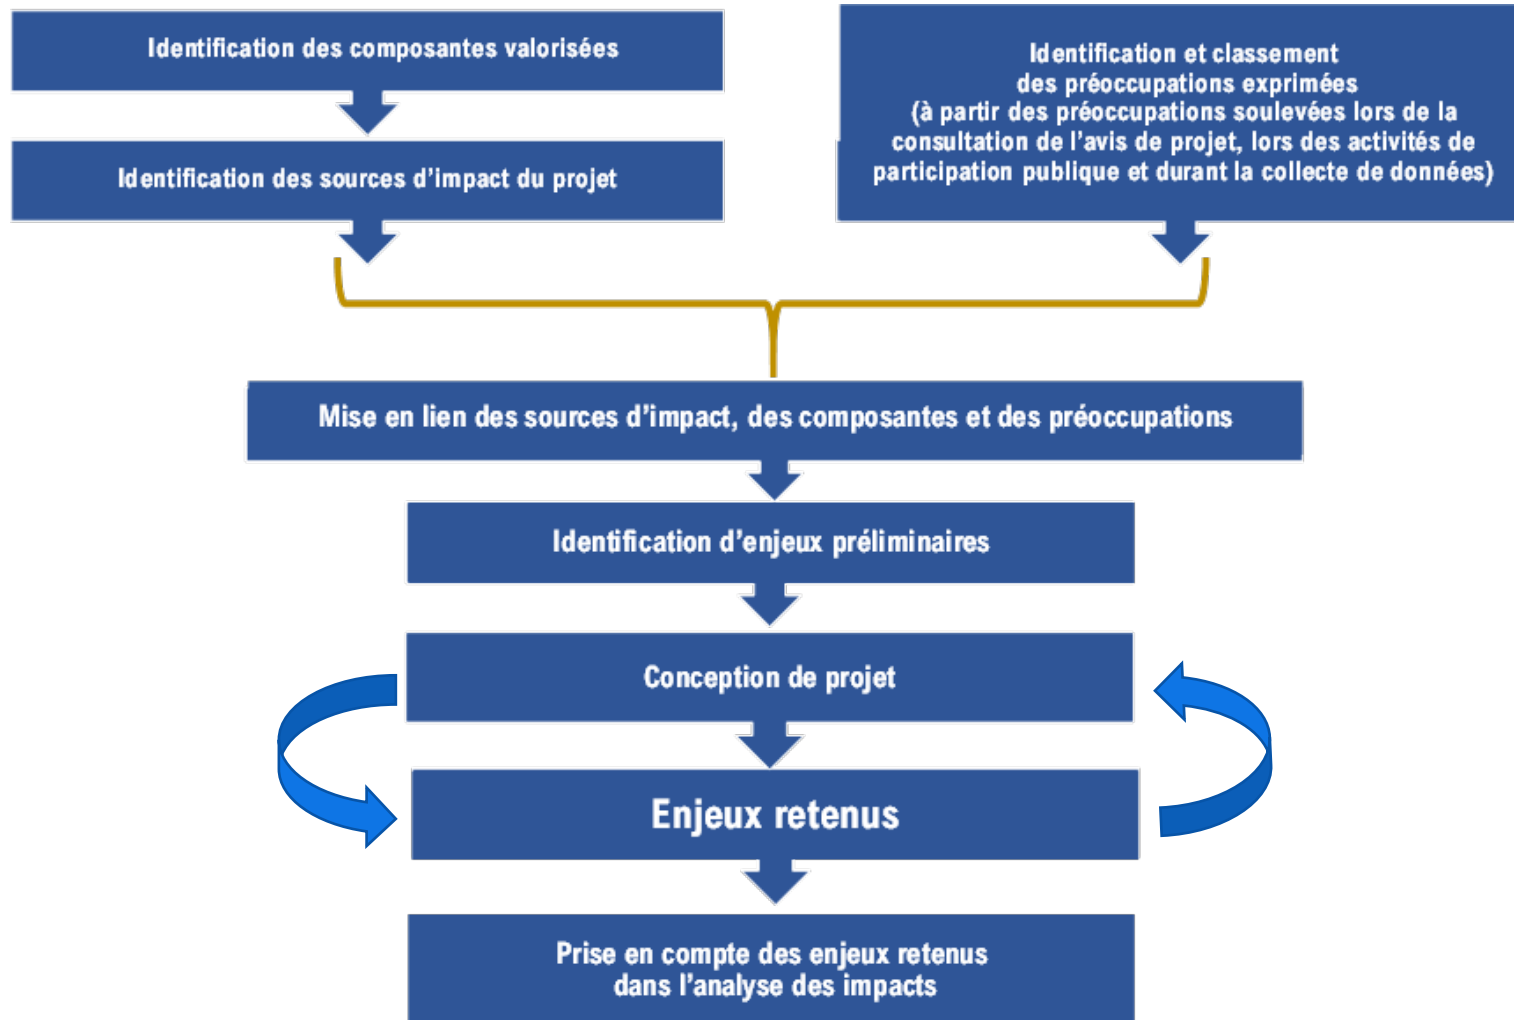 Identification des composantes valorisées
Identification des sources d'impact du projet
Identification et classement
des préoccupations exprimées
(à partir des préoccupations soulevées lors de la
consultation de l'avis de projet, lors des activités de
participation publique et durant la collecte de données)
Mise en lien des sources d'impact, des composantes et des préoccupations
Identification d'enjeux préliminaires
Conception de projet
Enjeux retenus
Prise en compte des enjeux retenus
dans l'analyse des impacts